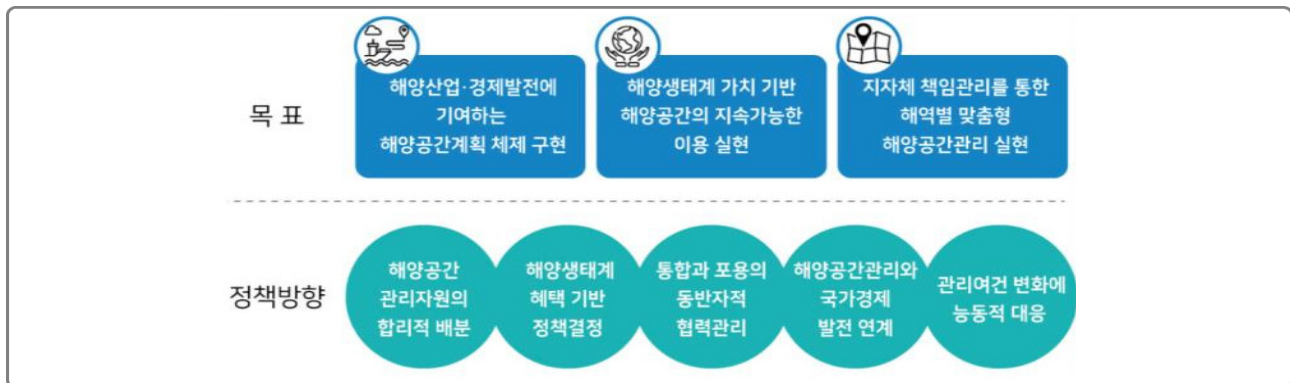 목 표
해양산업·경제발전에
기여하는
해양공간계획 체제 구현
해양생태계 가치 기반
해양공간의 지속가능한
이용 실현
지자체 책임관리를 통한
해역별 맞춤형
해양공간관리 실현
정책방향
해양공간
관리자원의
합리적 배분
해양생태계
혜택 기반
정책결정
통합과 포용의
동반자적
협력관리
해양공간관리와
국가경제
발전 연계
관리여건 변화에
능동적 대응